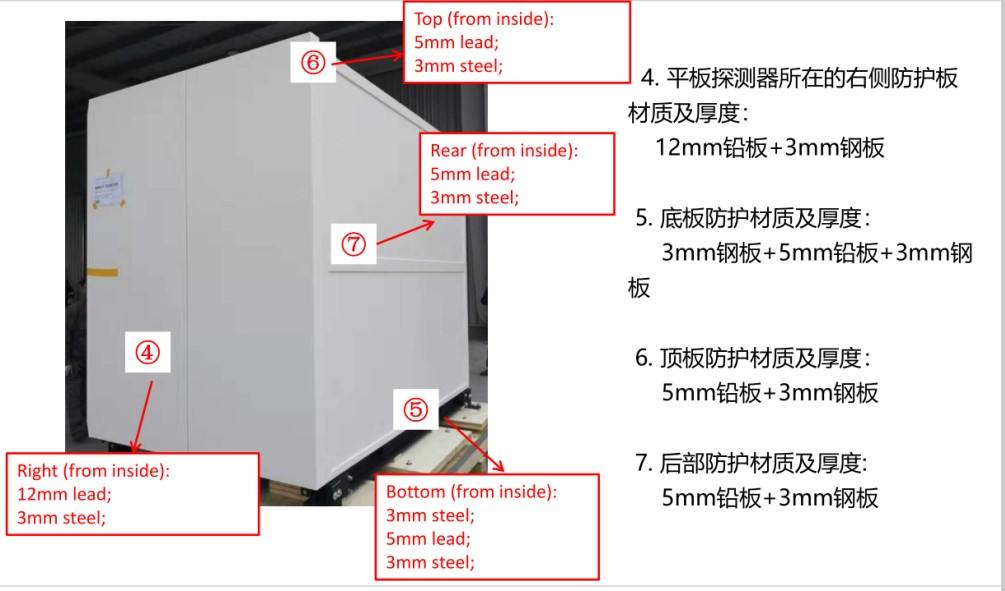 Top (from inside):
5mm lead;
3mm steel;
⑥
Rear (from inside):
5mm lead;
3mm steel;
⑦
④
⑤
Right (from inside):
12mm lead;
3mm steel;
Bottom (from inside):
3mm steel;
5mm lead;
3mm steel;
4. 平板探测器所在的右侧防护板
材质及厚度：
12mm铅板+3mm钢板
5. 底板防护材质及厚度：
3mm钢板+5mm铅板+3mm钢
板
6. 顶板防护材质及厚度：
5mm铅板+3mm钢板
7. 后部防护材质及厚度:
5mm铅板+3mm钢板